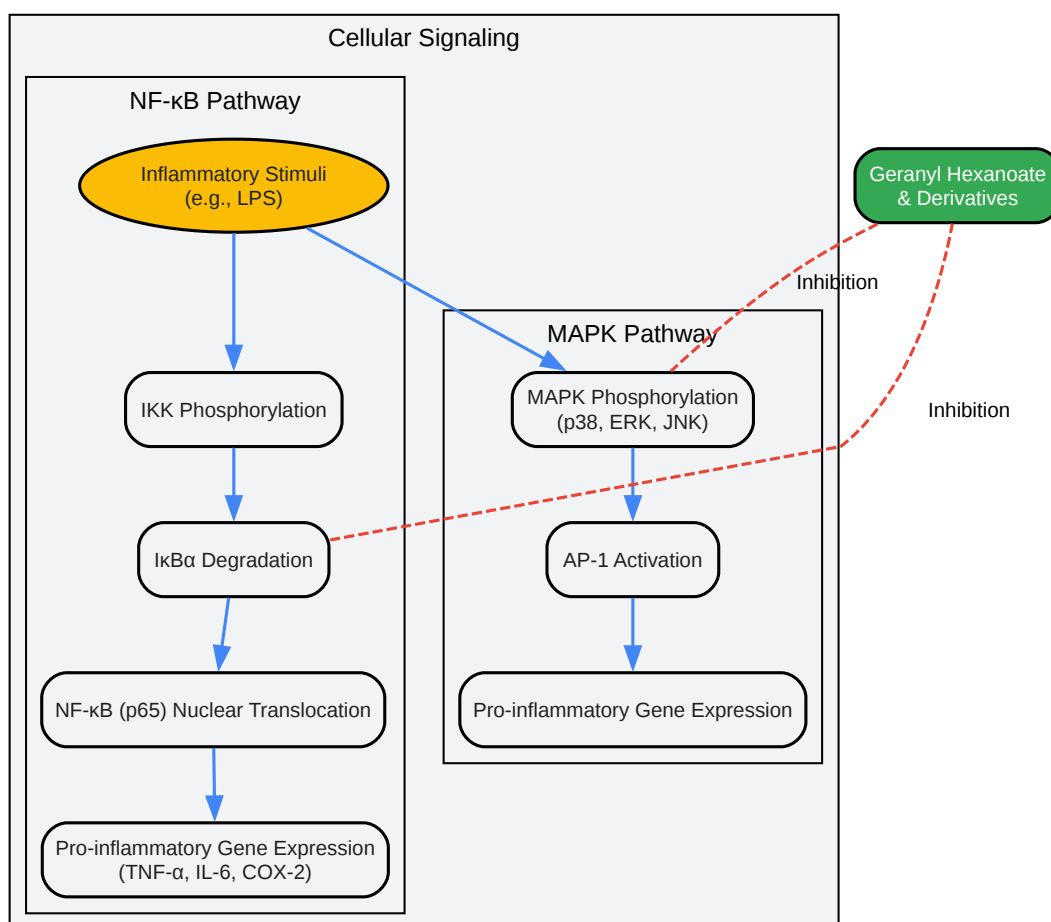 Cellular Signaling
NF-κB Pathway
Inflammatory Stimuli
(e.g., LPS)
Geranyl Hexanoate
& Derivatives
Inhibition
MAPK Pathway
IKK Phosphorylation
MAPK Phosphorylation
(p38, ERK, JNK)
Inhibition
IκBα Degradation
AP-1 Activation
NF-κB (p65) Nuclear Translocation
Pro-inflammatory Gene Expression
Pro-inflammatory Gene Expression
(TNF-α, IL-6, COX-2)